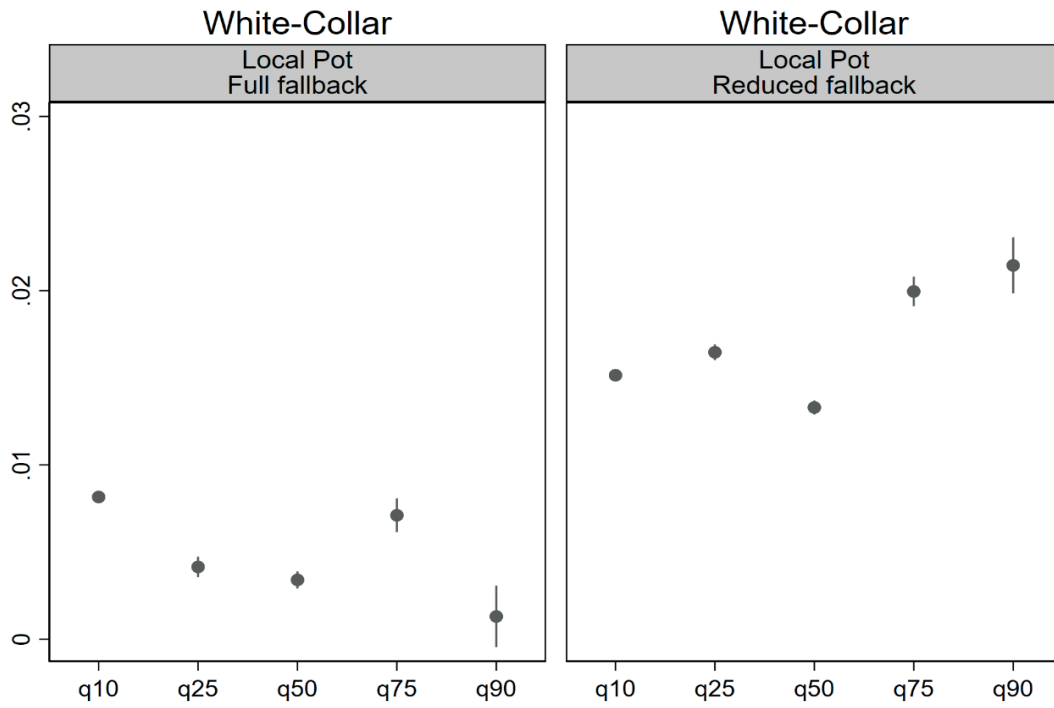 White-Collar
Local Pot
Full fallback
.03
.02
.01
0
q10 q25 q50 q75 q90
White-Collar
Local Pot
Reduced fallback
q10 q25 q50 q75 q90